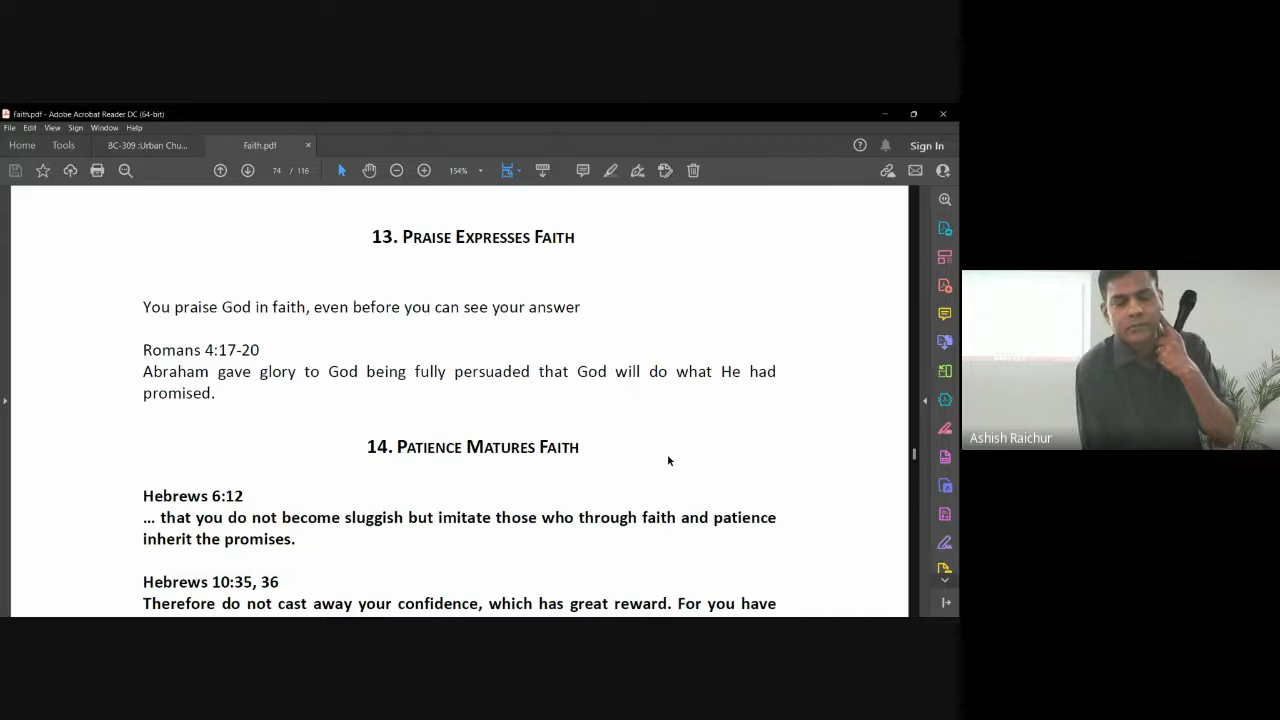 Faith.pdf - Adobe Acrobat Reader DC (64-bit)
File Edit View Sign Window Help
Home Tools BC-309 :Urban Chu... Faith.pdf × Sign In
74 / 116 154%
13. PRAISE EXPRESSES FAITH
You praise God in faith, even before you can see your answer
Romans 4:17-20
Abraham gave glory to God being fully persuaded that God will do what He had
promised.
14. PATIENCE MATURES FAITH
Hebrews 6:12
... that you do not become sluggish but imitate those who through faith and patience
inherit the promises.
Hebrews 10:35, 36
Therefore do not cast away your confidence, which has great reward. For you have
Ashish Raichur